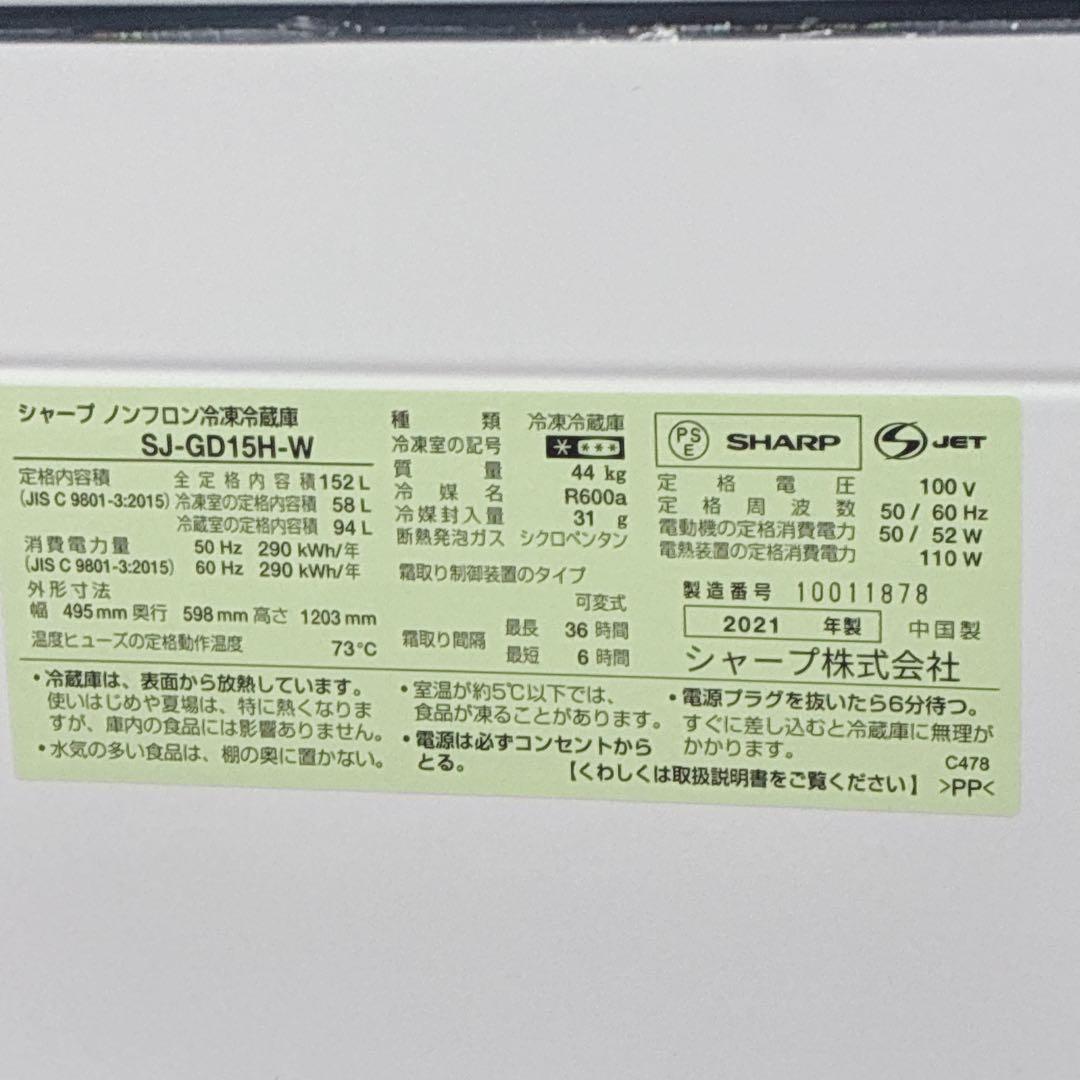 シャープ ノンフロン冷凍冷蔵庫
SJ-GD15H-W
定格内容積 全定格内容積 152 L
(JIS C 9801-3:2015) 冷凍室の定格内容積 58 L
冷蔵室の定格内容積 94 L
消費電力量 50 Hz 290 kWh/年
(JIS C 9801-3:2015) 60 Hz 290 kWh/年
外形寸法
幅 495 mm 奥行 598 mm 高さ 1203 mm
温度ヒューズの定格動作温度 73°C
種類 冷凍冷蔵庫
冷凍室の記号 * ***
質量 44 kg
冷媒名 R600a
冷媒封入量 31 g
断熱発泡ガス シクロペンタン
霜取り制御装置のタイプ
可変式
霜取り間隔 最長 36 時間
最短 6 時間
PSE SHARP S JET
定格電圧 100 V
定格周波数 50 / 60 Hz
電動機の定格消費電力 50 / 52 W
電熱装置の定格消費電力 110 W
製造番号 10011878
2021 年製 中国製
シャープ株式会社
・冷蔵庫は、表面から放熱しています。
使いはじめや夏場は、特に熱くなりま
すが、庫内の食品には影響ありません。
・水気の多い食品は、棚の奥に置かない。
・室温が約5℃以下では、
食品が凍ることがあります。
・電源は必ずコンセントから
とる。
・電源プラグを抜いたら6分待つ。
すぐに差し込むと冷蔵庫に無理が
かかります。
C478
【くわしくは取扱説明書をご覧ください】 >PP<